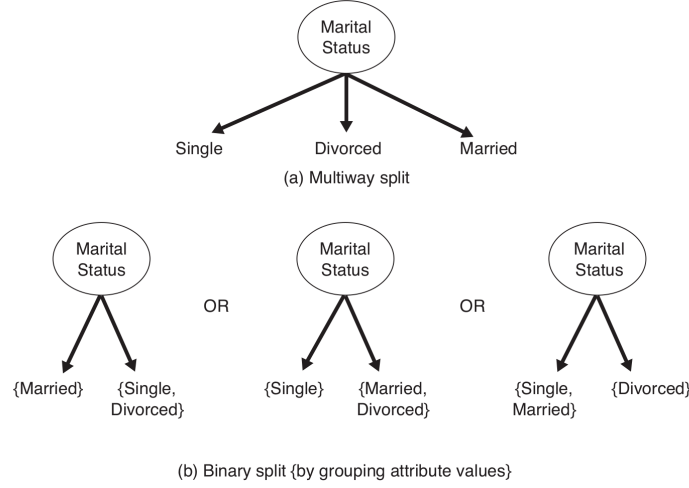 Marital
Status
Single
Divorced
Married
(a) Multiway split
Marital
Status
OR
Marital
Status
OR
Marital
Status
{Married}
{Single,
Divorced}
{Single}
{Married,
Divorced}
{Single,
Married}
{Divorced}
(b) Binary split {by grouping attribute values}